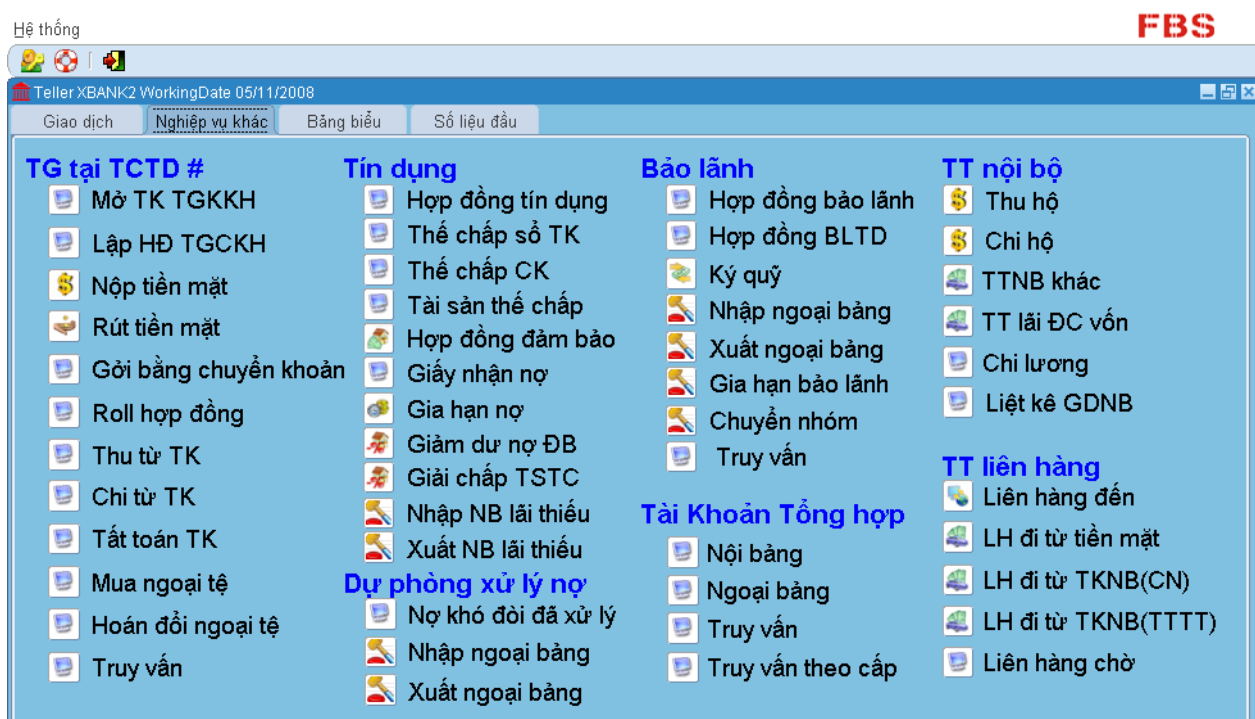 Hệ thống
FBS
Teller XBANK2 WorkingDate 05/11/2008
Giao dịch
Nghiệp vụ khác
Bảng biểu
Số liệu đầu
TG tại TCTD #
Mở TK TGKKH
Lập HĐ TGCKH
Nộp tiền mặt
Rút tiền mặt
Gởi bằng chuyển khoản
Roll hợp đồng
Thu từ TK
Chi từ TK
Tất toán TK
Mua ngoại tệ
Hoán đổi ngoại tệ
Truy vấn
Tín dụng
Hợp đồng tín dụng
Thế chấp sổ TK
Thế chấp CK
Tài sản thế chấp
Hợp đồng đảm bảo
Giấy nhận nợ
Gia hạn nợ
Giảm dư nợ ĐB
Giải chấp TSTC
Nhập NB lãi thiếu
Xuất NB lãi thiếu
Dự phòng xử lý nợ
Nợ khó đòi đã xử lý
Nhập ngoại bảng
Xuất ngoại bảng
Bảo lãnh
Hợp đồng bảo lãnh
Hợp đồng BLTD
Ký quỹ
Nhập ngoại bảng
Xuất ngoại bảng
Gia hạn bảo lãnh
Chuyển nhóm
Truy vấn
Tài Khoản Tổng hợp
Nội bảng
Ngoại bảng
Truy vấn
Truy vấn theo cấp
TT nội bộ
Thu hộ
Chi hộ
TTNB khác
TT lãi ĐC vốn
Chi lương
Liệt kê GDNB
TT liên hàng
Liên hàng đến
LH đi từ tiền mặt
LH đi từ TKNB(CN)
LH đi từ TKNB(TTTT)
Liên hàng chờ